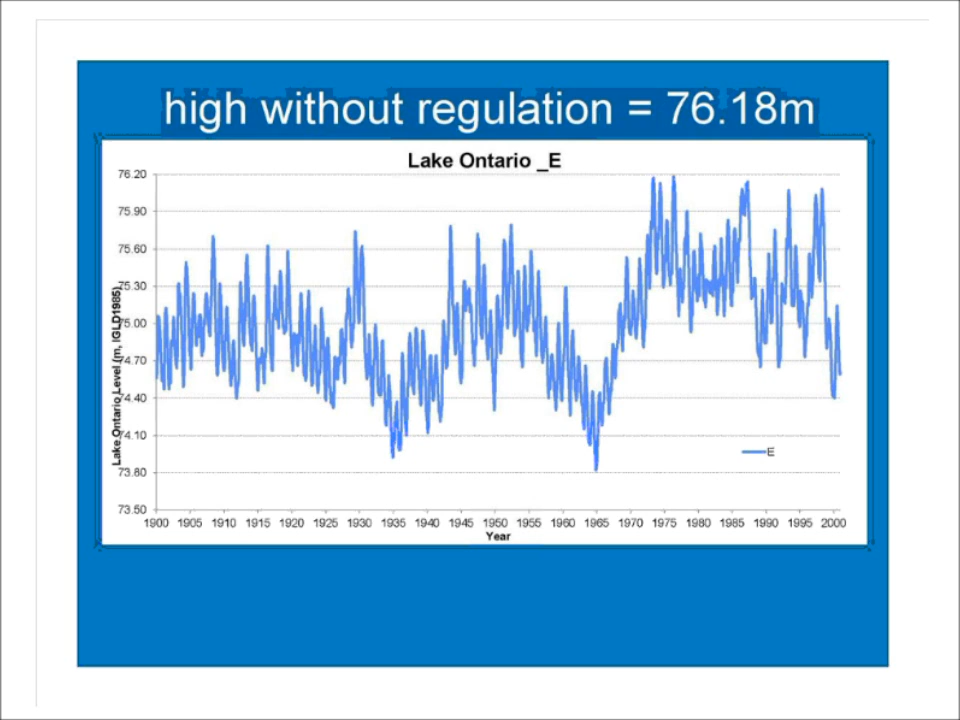 high without regulation = 76.18m
Lake Ontario _E
76.20
75.90
75.60
75.30
75.00
74.70
74.40
74.10
73.80
73.50
Lake Ontario Level (m, IGLD1985)
E
1900 1905 1910 1915 1920 1925 1930 1935 1940 1945 1950 1955 1960 1965 1970 1975 1980 1985 1990 1995 2000
Year